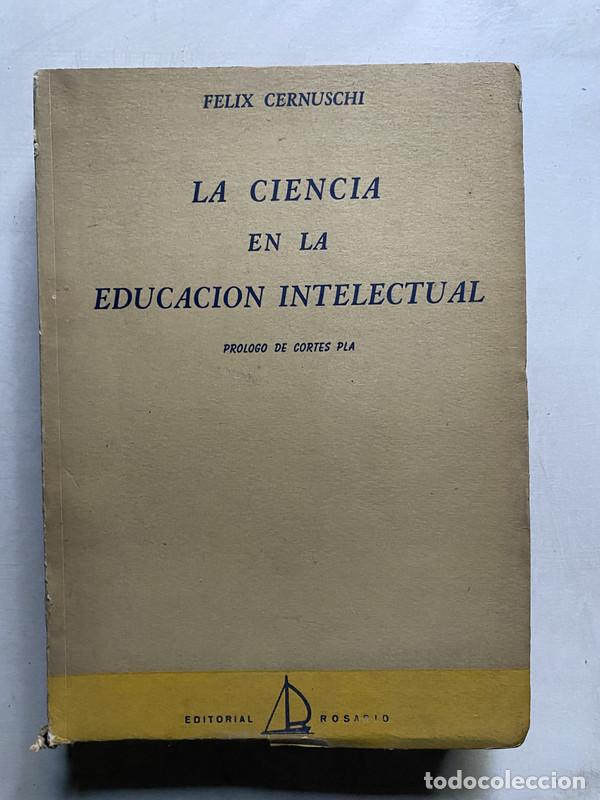 FELIX CERNUSCHI
LA CIENCIA
EN LA
EDUCACION INTELECTUAL
PROLOGO DE CORTES PLA
EDITORIAL ROSARIO
todocoleccion